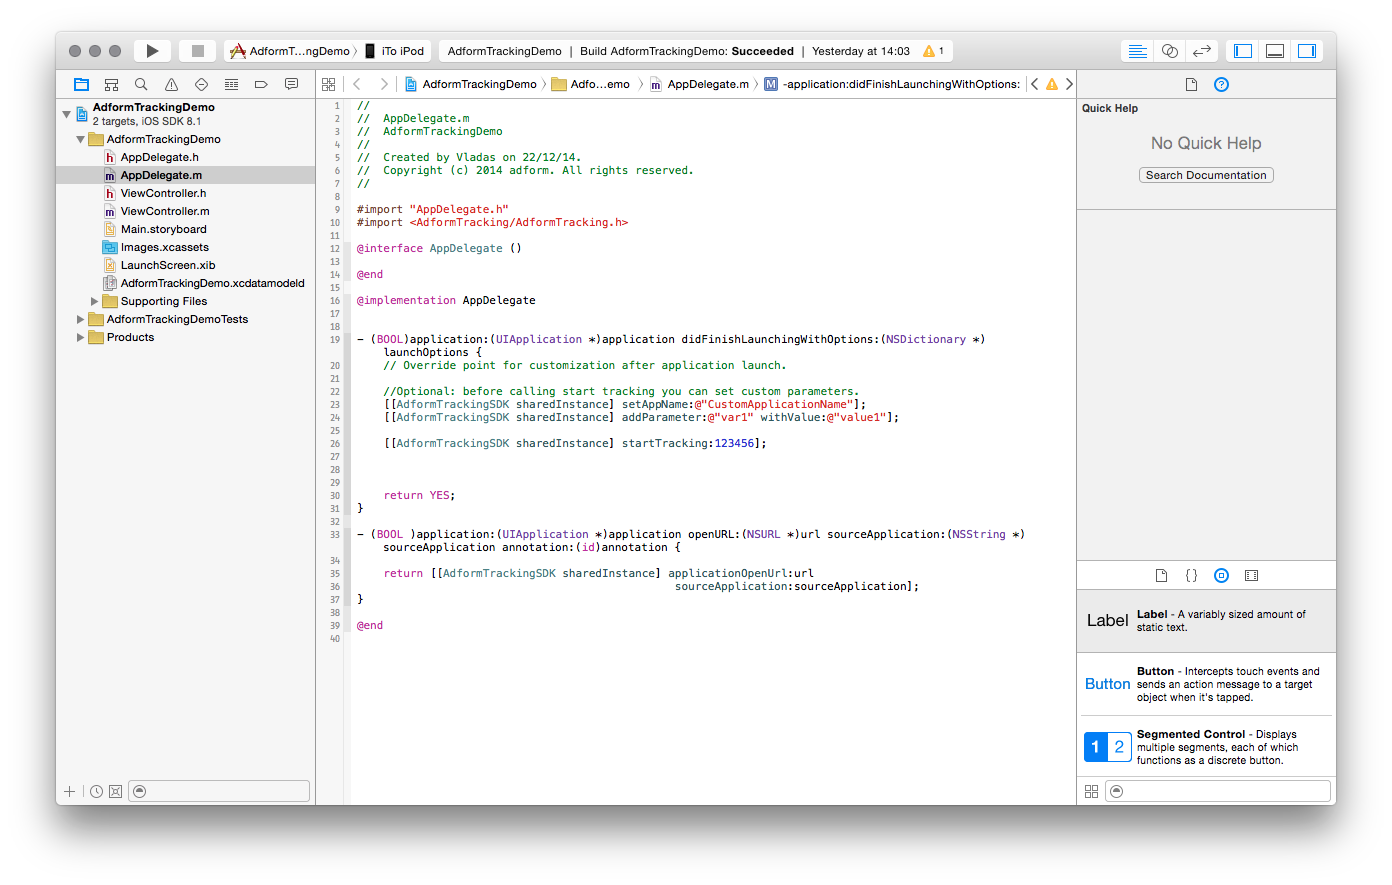 AdformT...ngDemo
iTo iPod
AdformTrackingDemo | Build AdformTrackingDemo: Succeeded | Yesterday at 14:03
1
AdformTrackingDemo
Adfo...emo
AppDelegate.m
M
-application:didFinishLaunchingWithOptions:
AdformTrackingDemo
2 targets, iOS SDK 8.1
AdformTrackingDemo
h AppDelegate.h
m AppDelegate.m
h ViewController.h
m ViewController.m
Main.storyboard
Images.xcassets
LaunchScreen.xib
AdformTrackingDemo.xcdatamodeld
Supporting Files
AdformTrackingDemoTests
Products
1 //
2 //  AppDelegate.m
3 //  AdformTrackingDemo
4 //
5 //  Created by Vladas on 22/12/14.
6 //  Copyright (c) 2014 adform. All rights reserved.
7 //
8
9 #import "AppDelegate.h"
10 #import <AdformTracking/AdformTracking.h>
11
12 @interface AppDelegate ()
13
14 @end
15
16 @implementation AppDelegate
17
18
19 - (BOOL)application:(UIApplication *)application didFinishLaunchingWithOptions:(NSDictionary *)
launchOptions {
20 // Override point for customization after application launch.
21
22 //Optional: before calling start tracking you can set custom parameters.
23 [[AdformTrackingSDK sharedInstance] setAppName:@"CustomApplicationName"];
24 [[AdformTrackingSDK sharedInstance] addParameter:@"var1" withValue:@"value1"];
25
26 [[AdformTrackingSDK sharedInstance] startTracking:123456];
27
28
29
30 return YES;
31 }
32
33 - (BOOL )application:(UIApplication *)application openURL:(NSURL *)url sourceApplication:(NSString *)
sourceApplication annotation:(id)annotation {
34
35 return [[AdformTrackingSDK sharedInstance] applicationOpenUrl:url
36 sourceApplication:sourceApplication];
37 }
38
39 @end
40
Quick Help
No Quick Help
Search Documentation
{}
Label
Label - A variably sized amount of
static text.
Button
Button - Intercepts touch events and
sends an action message to a target
object when it's tapped.
1 2
Segmented Control - Displays
multiple segments, each of which
functions as a discrete button.